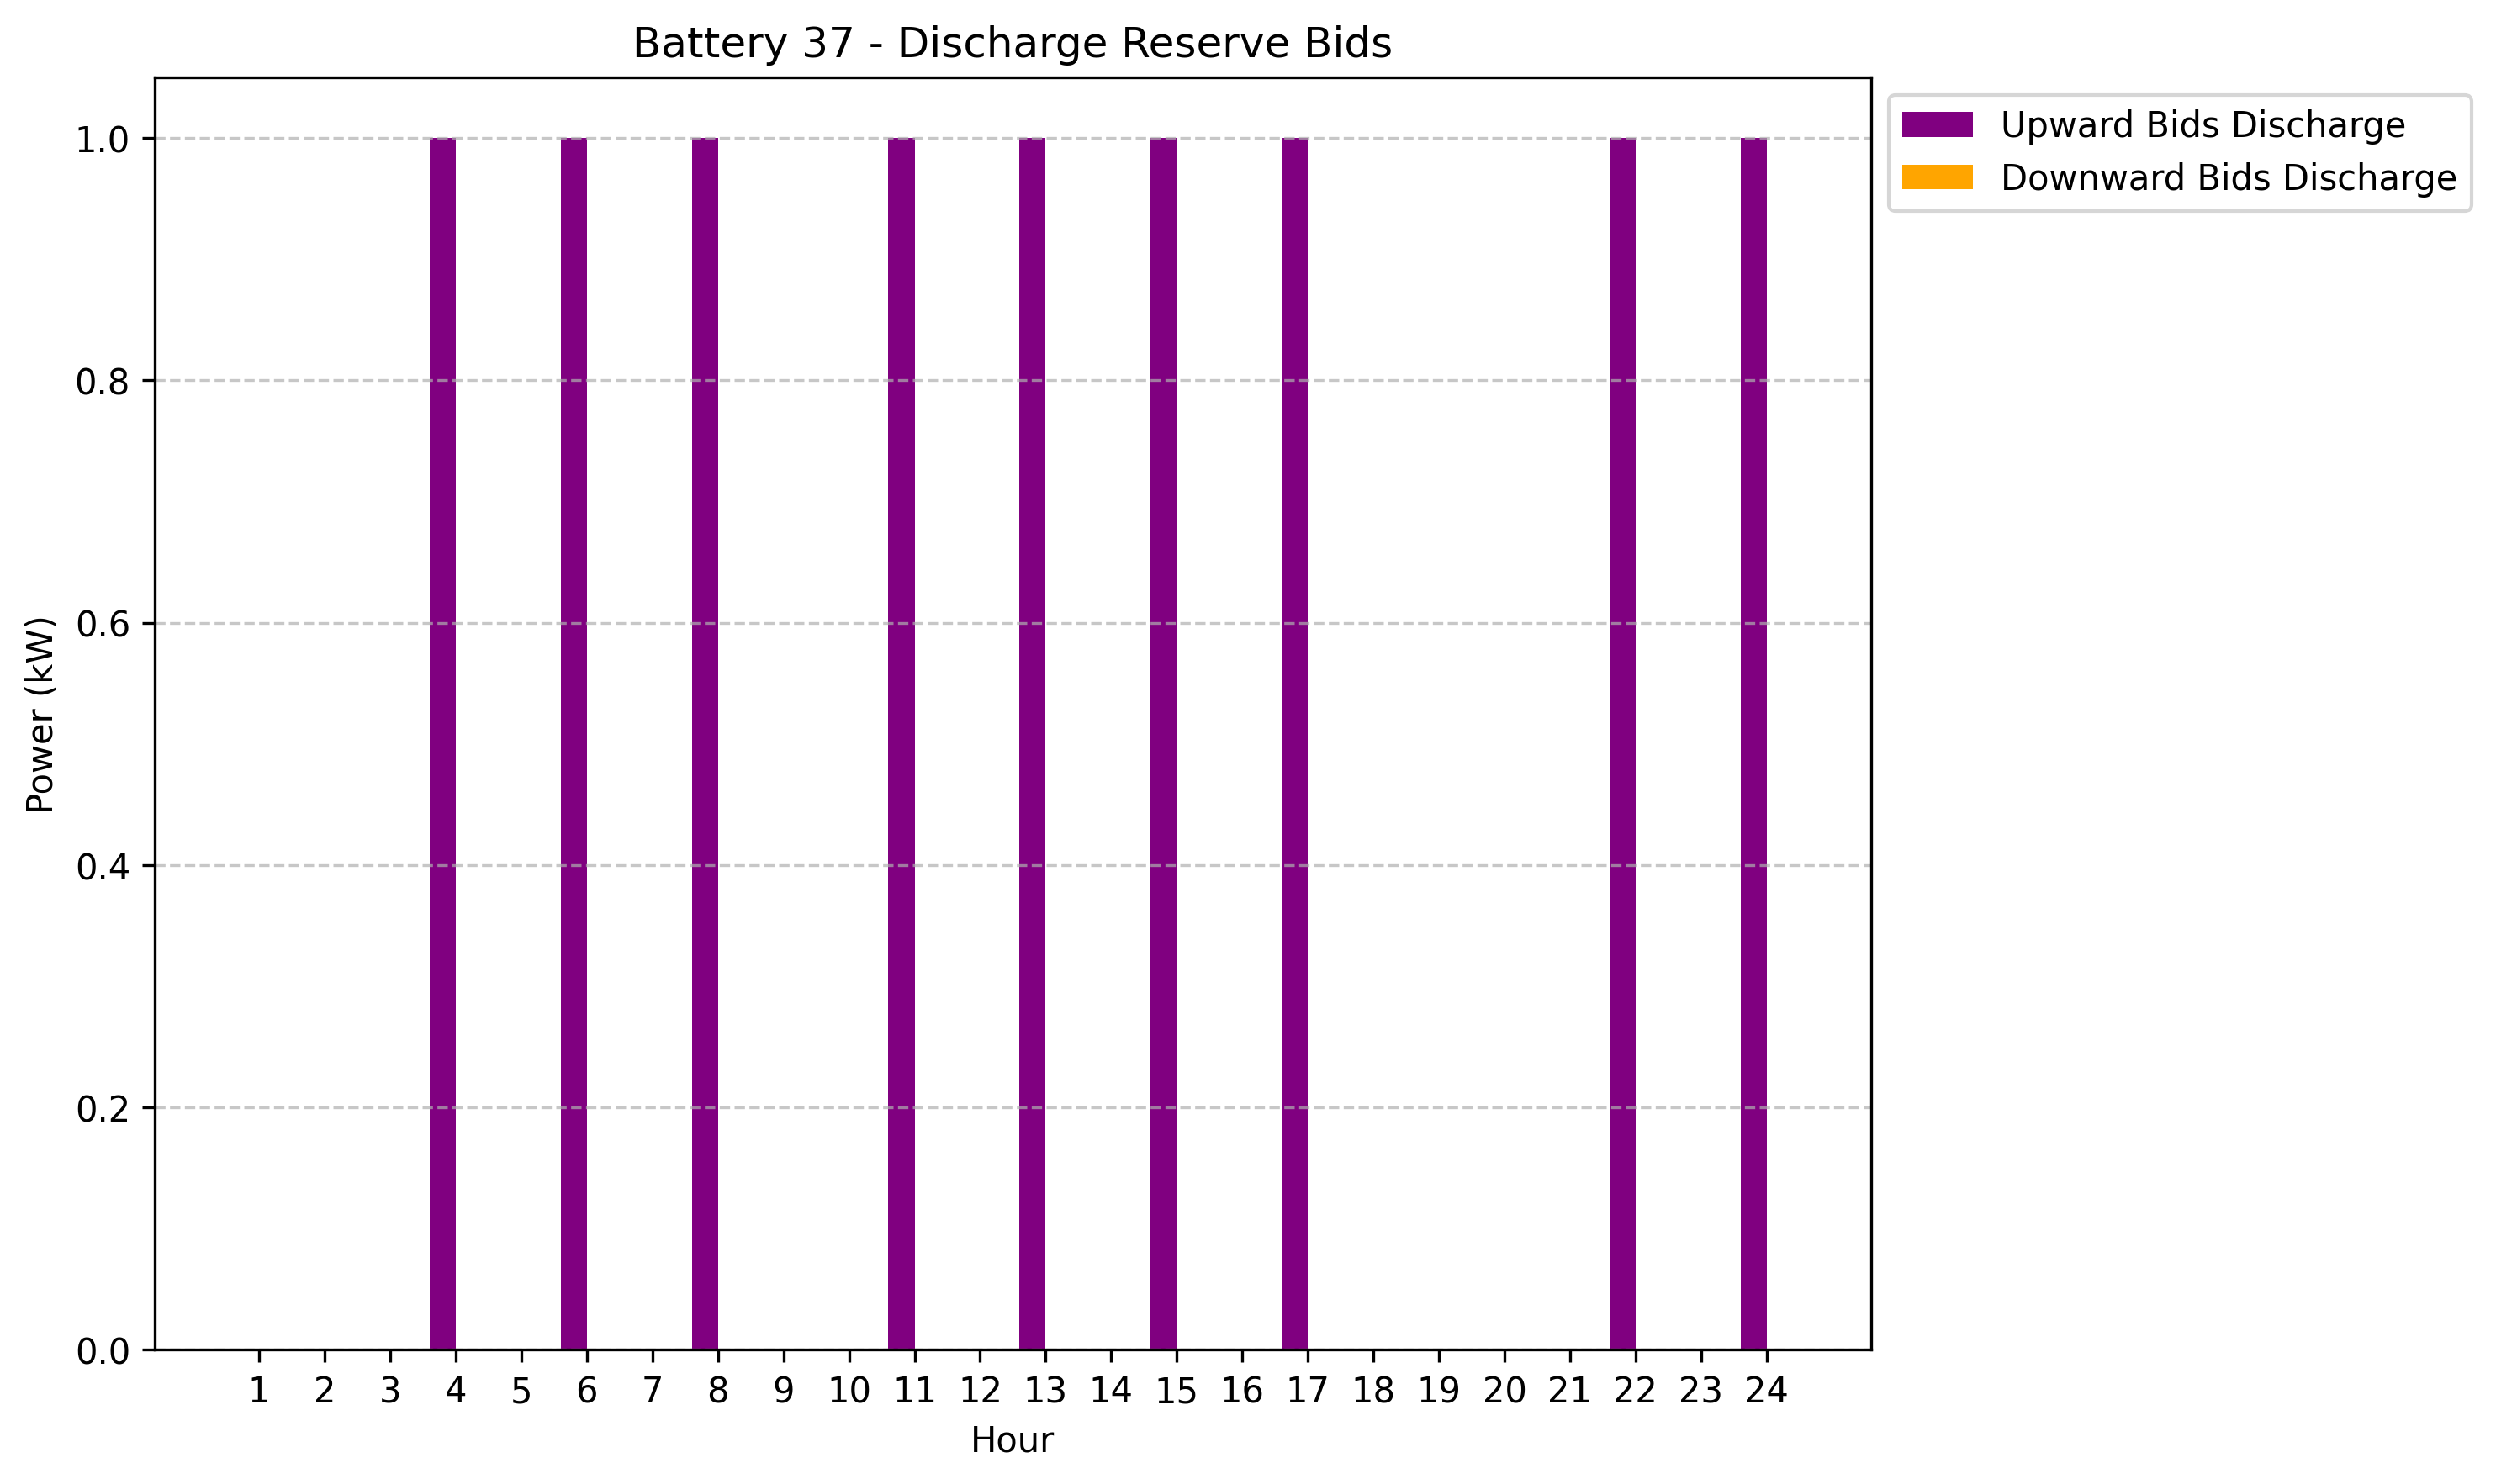 Battery 37 - Discharge Reserve Bids
Upward Bids Discharge
Downward Bids Discharge
Power (kW)
1.0
0.8
0.6
0.4
0.2
0.0
1 2 3 4 5 6 7 8 9 10 11 12 13 14 15 16 17 18 19 20 21 22 23 24
Hour